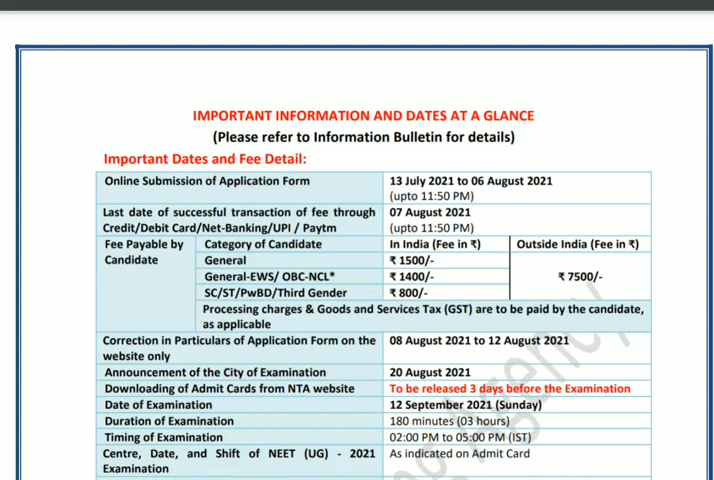 IMPORTANT INFORMATION AND DATES AT A GLANCE
(Please refer to Information Bulletin for details)
Important Dates and Fee Detail:
Online Submission of Application Form 13 July 2021 to 06 August 2021
(upto 11:50 PM)
Last date of successful transaction of fee through 07 August 2021
Credit/Debit Card/Net-Banking/UPI / Paytm (upto 11:50 PM)
Fee Payable by Category of Candidate In India (Fee in ₹) Outside India (Fee in ₹)
Candidate General ₹ 1500/-
General-EWS/ OBC-NCL* ₹ 1400/- ₹ 7500/-
SC/ST/PwBD/Third Gender ₹ 800/-
Processing charges & Goods and Services Tax (GST) are to be paid by the candidate,
as applicable
Correction in Particulars of Application Form on the 08 August 2021 to 12 August 2021
website only
Announcement of the City of Examination 20 August 2021
Downloading of Admit Cards from NTA website To be released 3 days before the Examination
Date of Examination 12 September 2021 (Sunday)
Duration of Examination 180 minutes (03 hours)
Timing of Examination 02:00 PM to 05:00 PM (IST)
Centre, Date, and Shift of NEET (UG) - 2021 As indicated on Admit Card
Examination